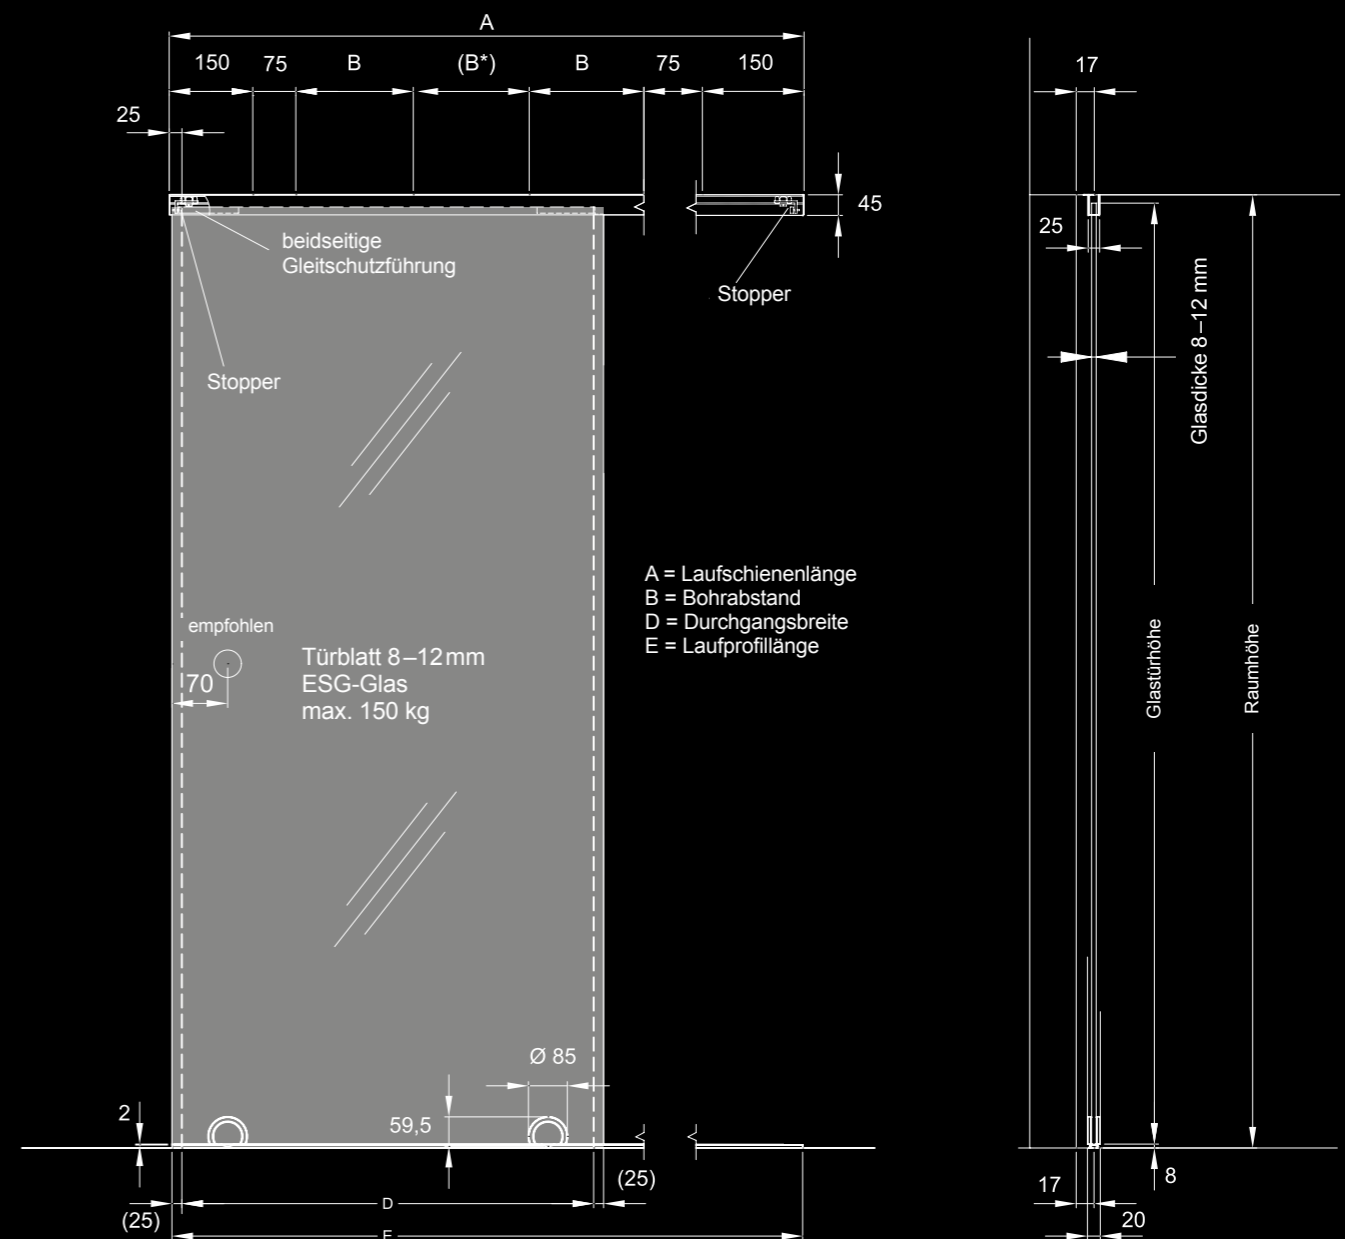 A
150 75 B (B*) B 75 150
25
17
45
25
beidseitige
Gleitschutzführung
Stopper
Stopper
Glasdicke 8–12 mm
A = Laufschienenlänge
B = Bohrabstand
D = Durchgangsbreite
E = Laufprofillänge
empfohlen
70
Türblatt 8–12 mm
ESG-Glas
max. 150 kg
Glastürhöhe
Raumhöhe
Ø 85
59,5
2
(25)
D
(25)
E
17
8
20